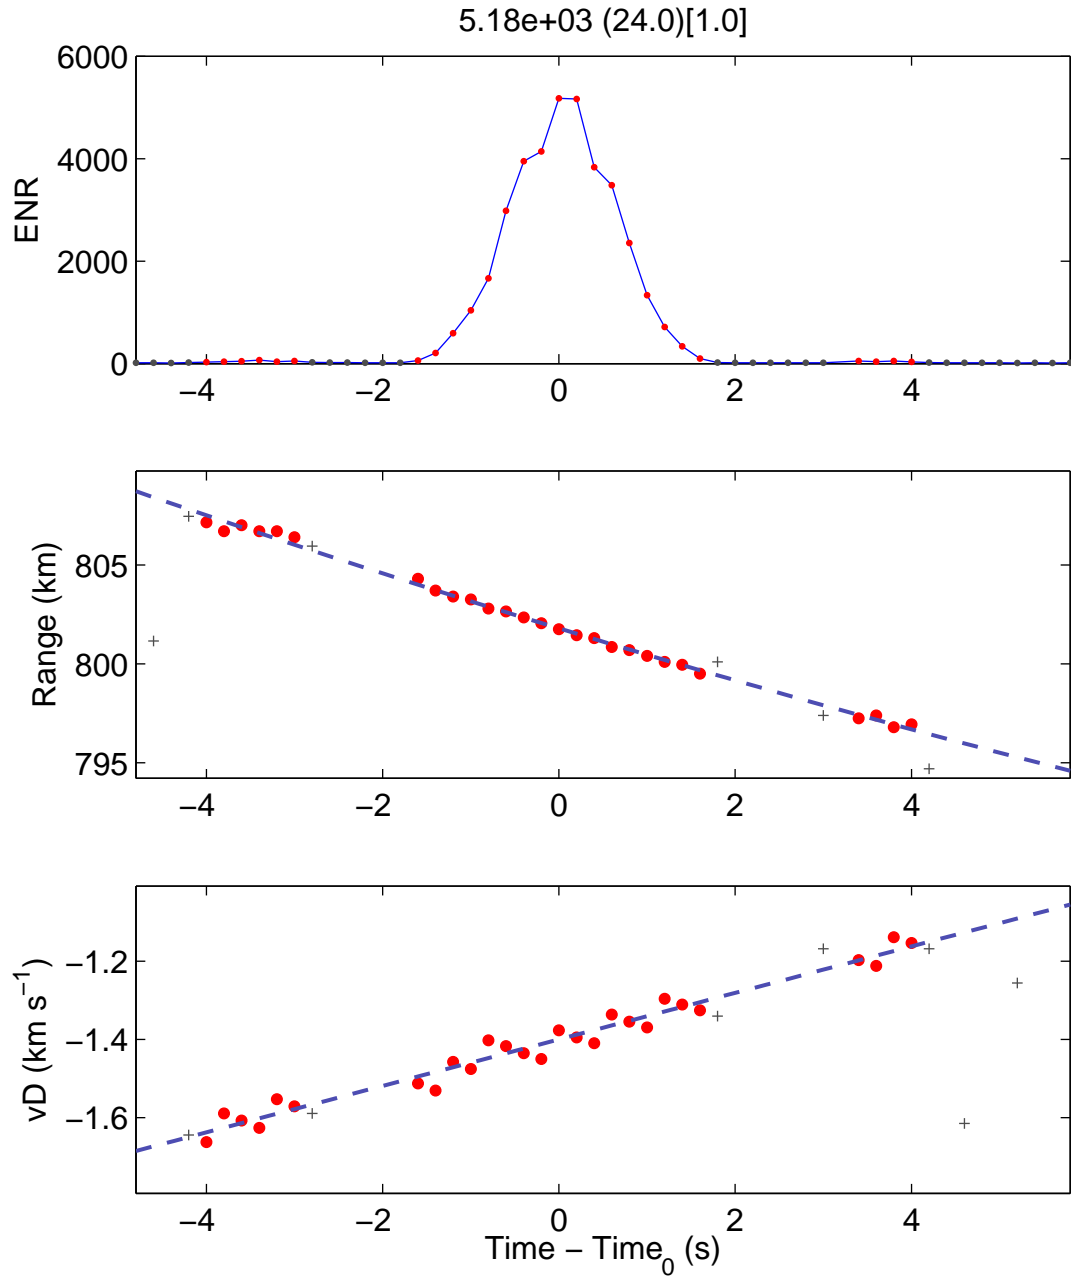 5.18e+03 (24.0)[1.0]
6000
4000
2000
0
ENR
−4 −2 0 2 4
805
800
795
Range (km)
−4 −2 0 2 4
−1.2
−1.4
−1.6
vD (km s⁻¹)
−4 −2 0 2 4
Time − Time₀ (s)